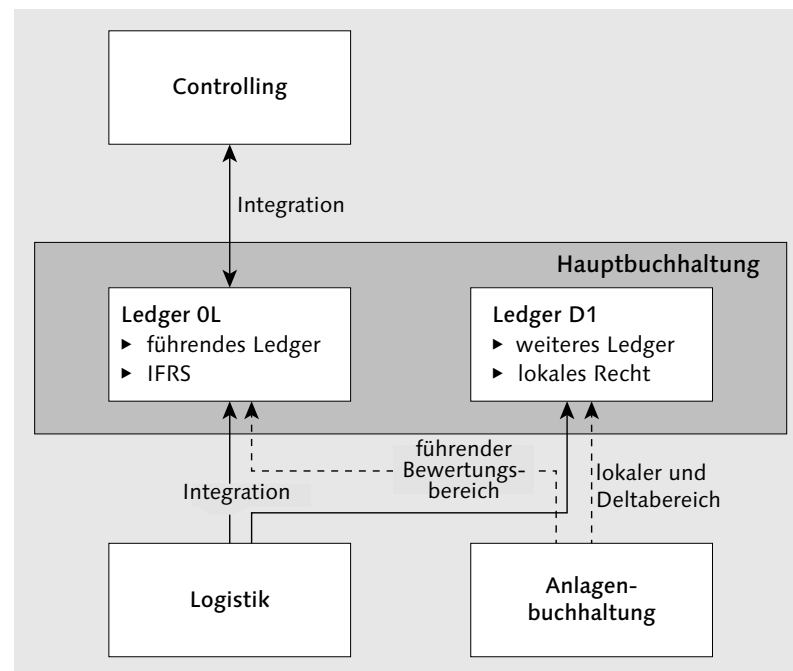 Controlling
Integration
Hauptbuchhaltung
Ledger 0L
▸ führendes Ledger
▸ IFRS
Ledger D1
▸ weiteres Ledger
▸ lokales Recht
führender
Bewertungs-
bereich
Integration
lokaler und
Deltabereich
Logistik
Anlagen-
buchhaltung